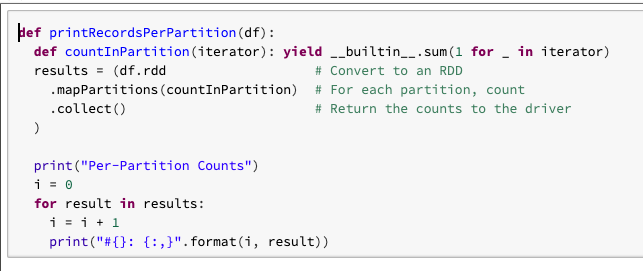 def printRecordsPerPartition(df):
  def countInPartition(iterator): yield __builtin__.sum(1 for _ in iterator)
  results = (df.rdd                   # Convert to an RDD
    .mapPartitions(countInPartition)  # For each partition, count
    .collect()                        # Return the counts to the driver
  )

  print("Per-Partition Counts")
  i = 0
  for result in results:
    i = i + 1
    print("#{}: {:,}".format(i, result))